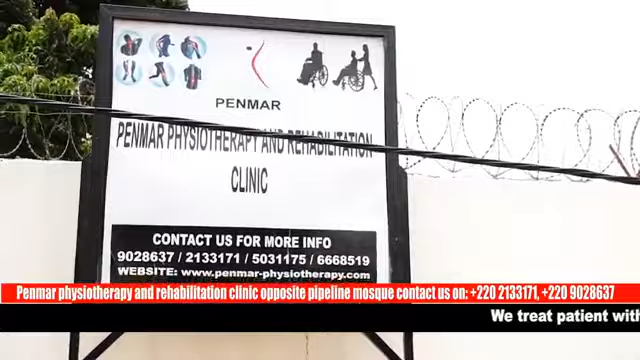 PENMAR
PENMAR PHYSIOTHERAPY AND REHABILITATION
CLINIC
CONTACT US FOR MORE INFO
9028637 / 2133171 / 5031175 / 6668519
WEBSITE: www.penmar-physiotherapy.com
Penmar physiotherapy and rehabilitation clinic opposite pipeline mosque contact us on: +220 2133171, +220 9028637
We treat patient with